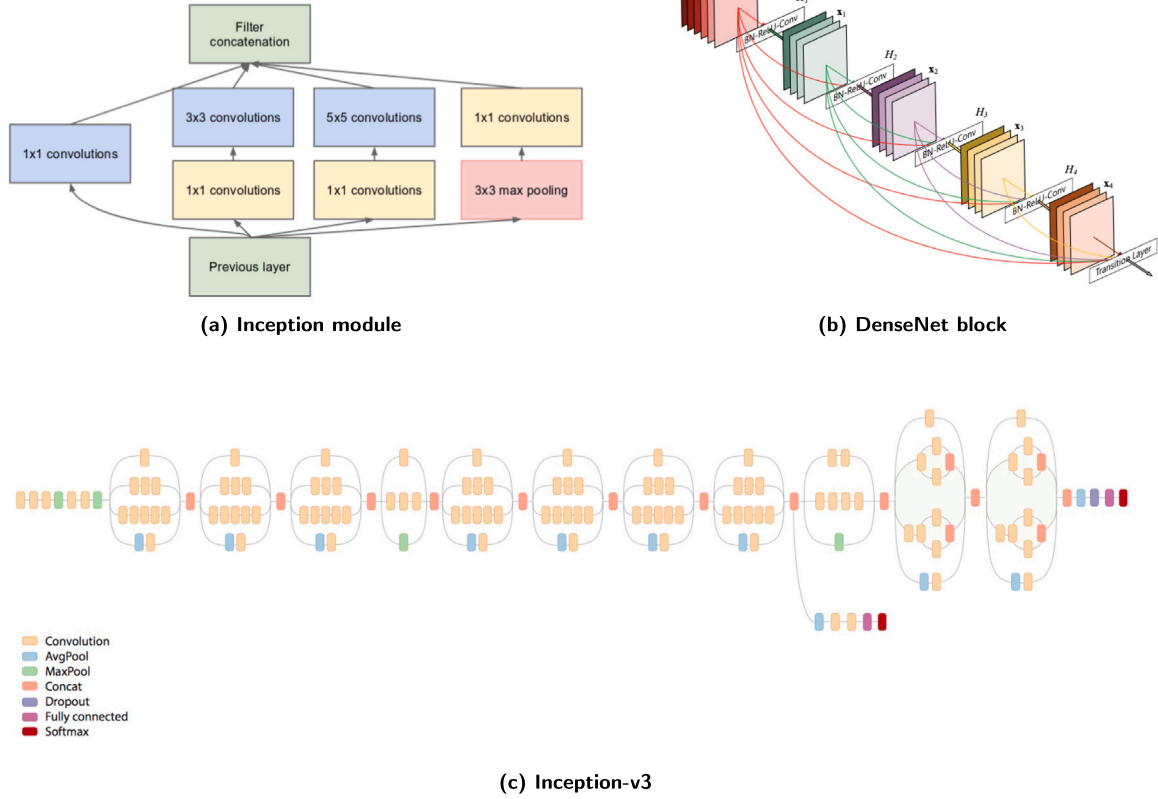 Filter
concatenation
3x3 convolutions
5x5 convolutions
1x1 convolutions
1x1 convolutions
1x1 convolutions
1x1 convolutions
3x3 max pooling
Previous layer
(a) Inception module
BN-ReLU-Conv
x₁
H₂
BN-ReLU-Conv
x₂
H₃
BN-ReLU-Conv
x₃
H₄
BN-ReLU-Conv
x₄
Transition Layer
(b) DenseNet block
Convolution
AvgPool
MaxPool
Concat
Dropout
Fully connected
Softmax
(c) Inception-v3